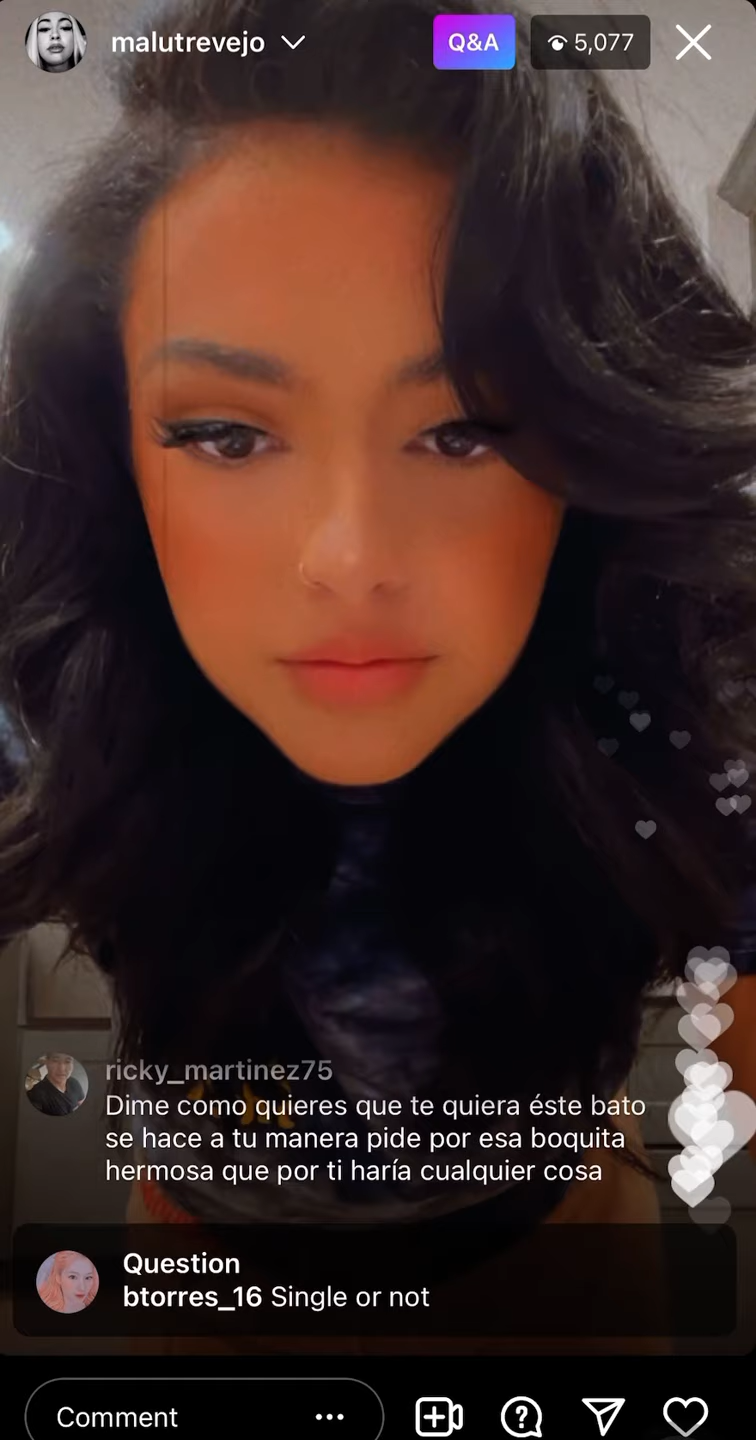 malutrevejo
Q&A
5,077
ricky_martinez75
Dime como quieres que te quiera éste bato
se hace a tu manera pide por esa boquita
hermosa que por ti haría cualquier cosa
Question
btorres_16 Single or not
Comment